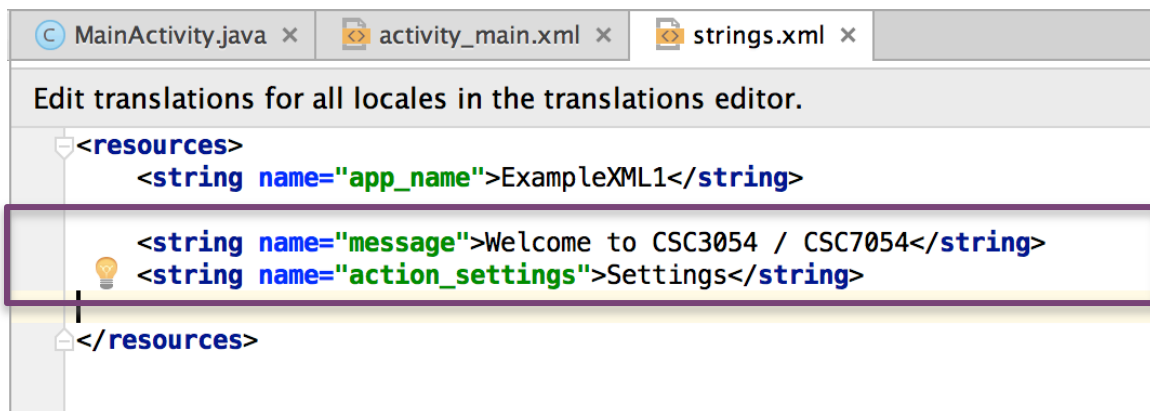 MainActivity.java × activity_main.xml × strings.xml ×
Edit translations for all locales in the translations editor.
<resources>
<string name="app_name">ExampleXML1</string>
<string name="message">Welcome to CSC3054 / CSC7054</string>
<string name="action_settings">Settings</string>
</resources>